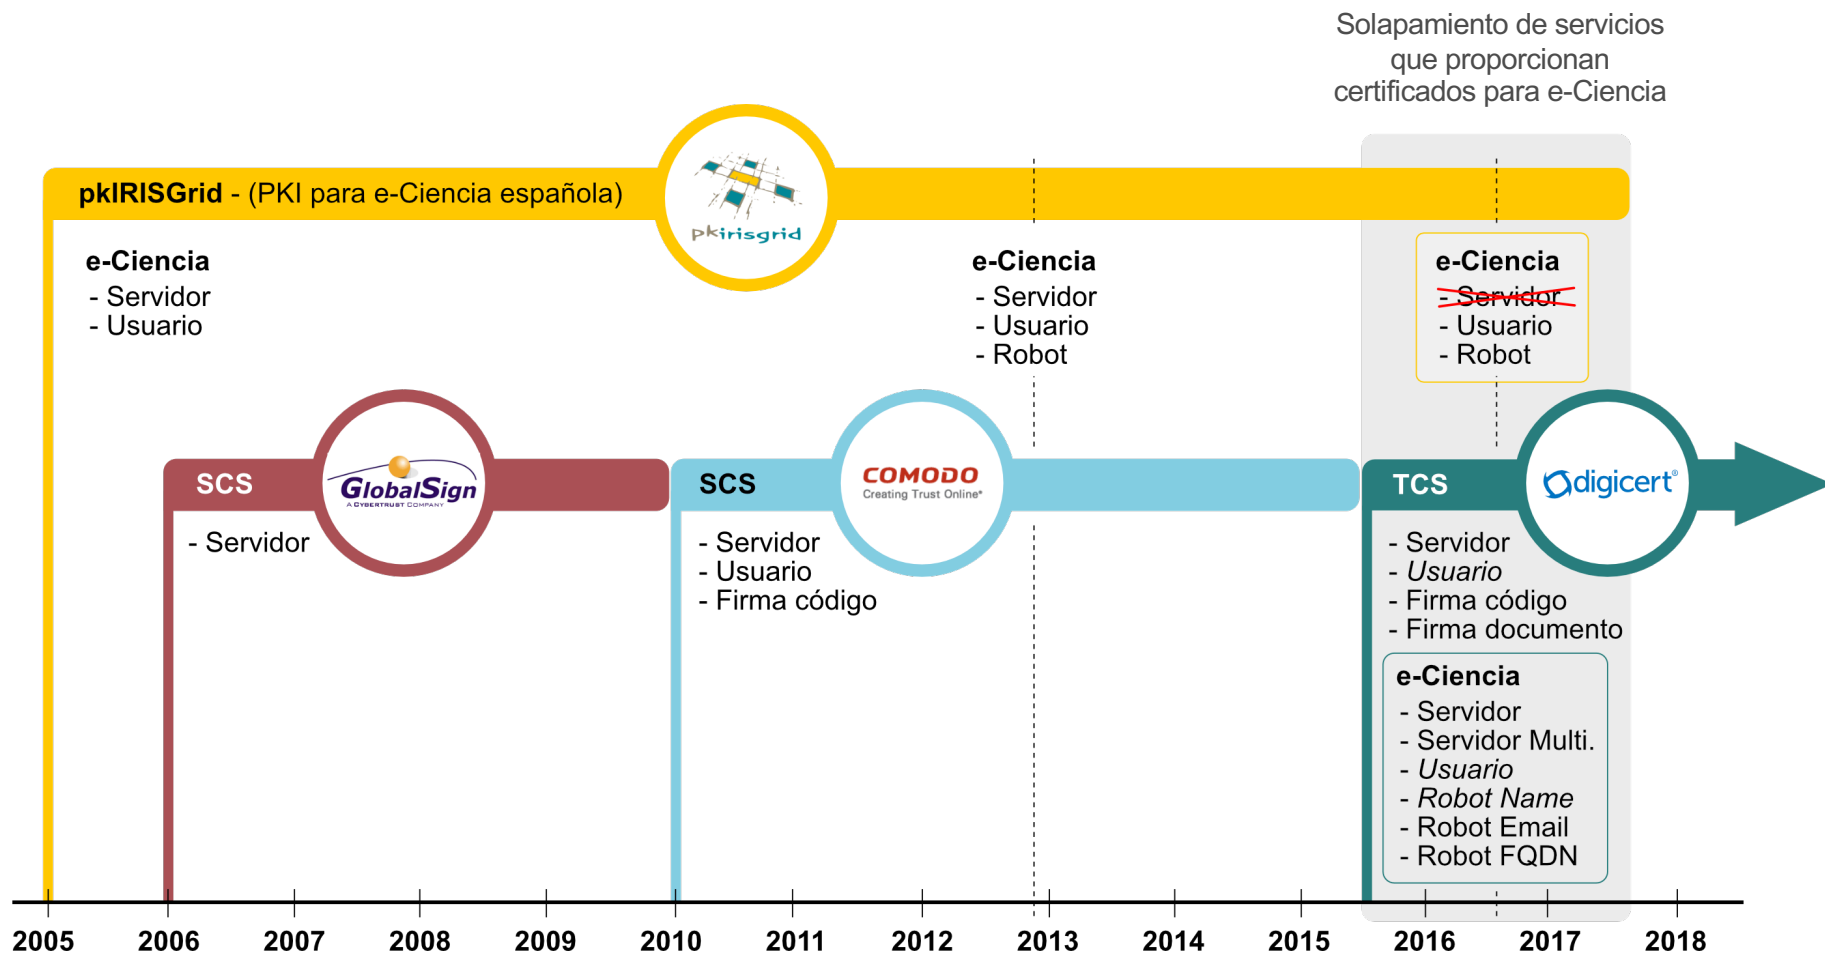 Solapamiento de servicios
que proporcionan
certificados para e-Ciencia
pkIRISGrid - (PKI para e-Ciencia española)
pkirisgrid
e-Ciencia
- Servidor
- Usuario
e-Ciencia
- Servidor
- Usuario
- Robot
e-Ciencia
- Servidor
- Usuario
- Robot
SCS
GlobalSign
A CYBERTRUST COMPANY
- Servidor
SCS
COMODO
Creating Trust Online®
- Servidor
- Usuario
- Firma código
TCS
digicert®
- Servidor
- Usuario
- Firma código
- Firma documento
e-Ciencia
- Servidor
- Servidor Multi.
- Usuario
- Robot Name
- Robot Email
- Robot FQDN
2005 2006 2007 2008 2009 2010 2011 2012 2013 2014 2015 2016 2017 2018